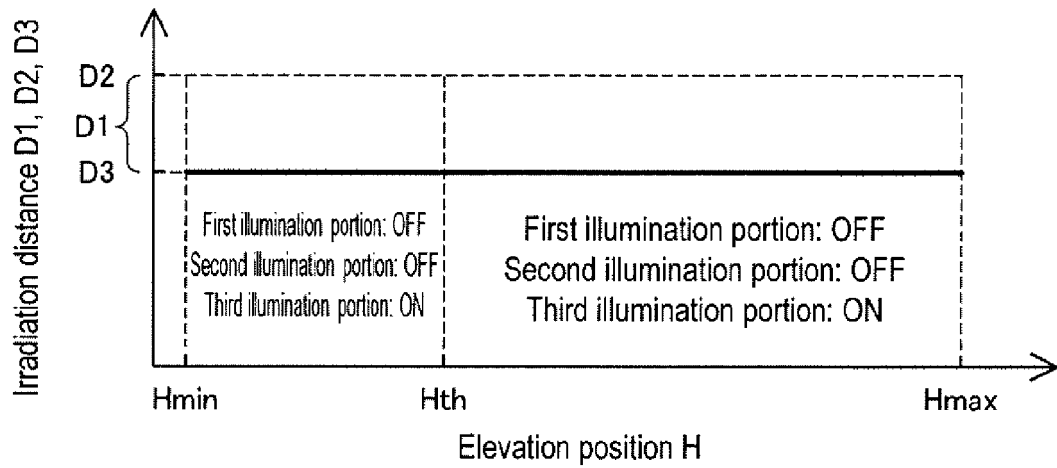 Irradiation distance D1, D2, D3
D2
D1
D3
First illumination portion: OFF
Second illumination portion: OFF
Third illumination portion: ON
First illumination portion: OFF
Second illumination portion: OFF
Third illumination portion: ON
Hmin
Hth
Hmax
Elevation position H